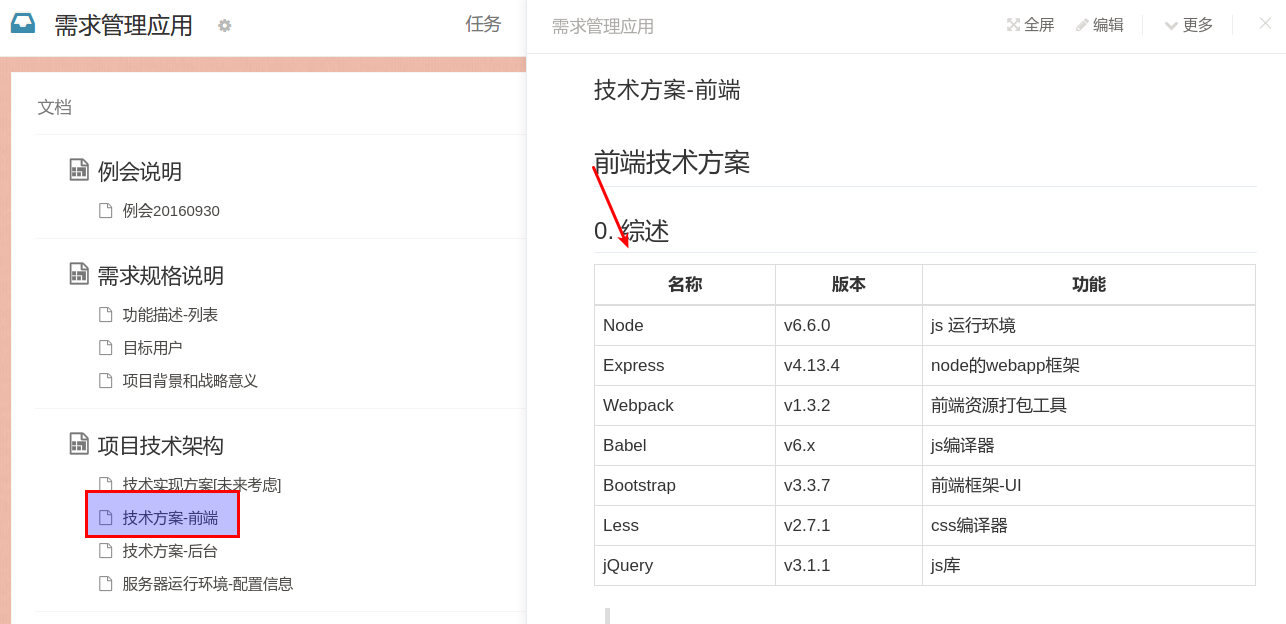 需求管理应用
任务
文档
例会说明
例会20160930
需求规格说明
功能描述-列表
目标用户
项目背景和战略意义
项目技术架构
技术实现方案[未来考虑]
技术方案-前端
技术方案-后台
服务器运行环境-配置信息
需求管理应用
全屏 编辑 更多
技术方案-前端
前端技术方案
0. 综述
名称 版本 功能
Node v6.6.0 js 运行环境
Express v4.13.4 node的webapp框架
Webpack v1.3.2 前端资源打包工具
Babel v6.x js编译器
Bootstrap v3.3.7 前端框架-UI
Less v2.7.1 css编译器
jQuery v3.1.1 js库